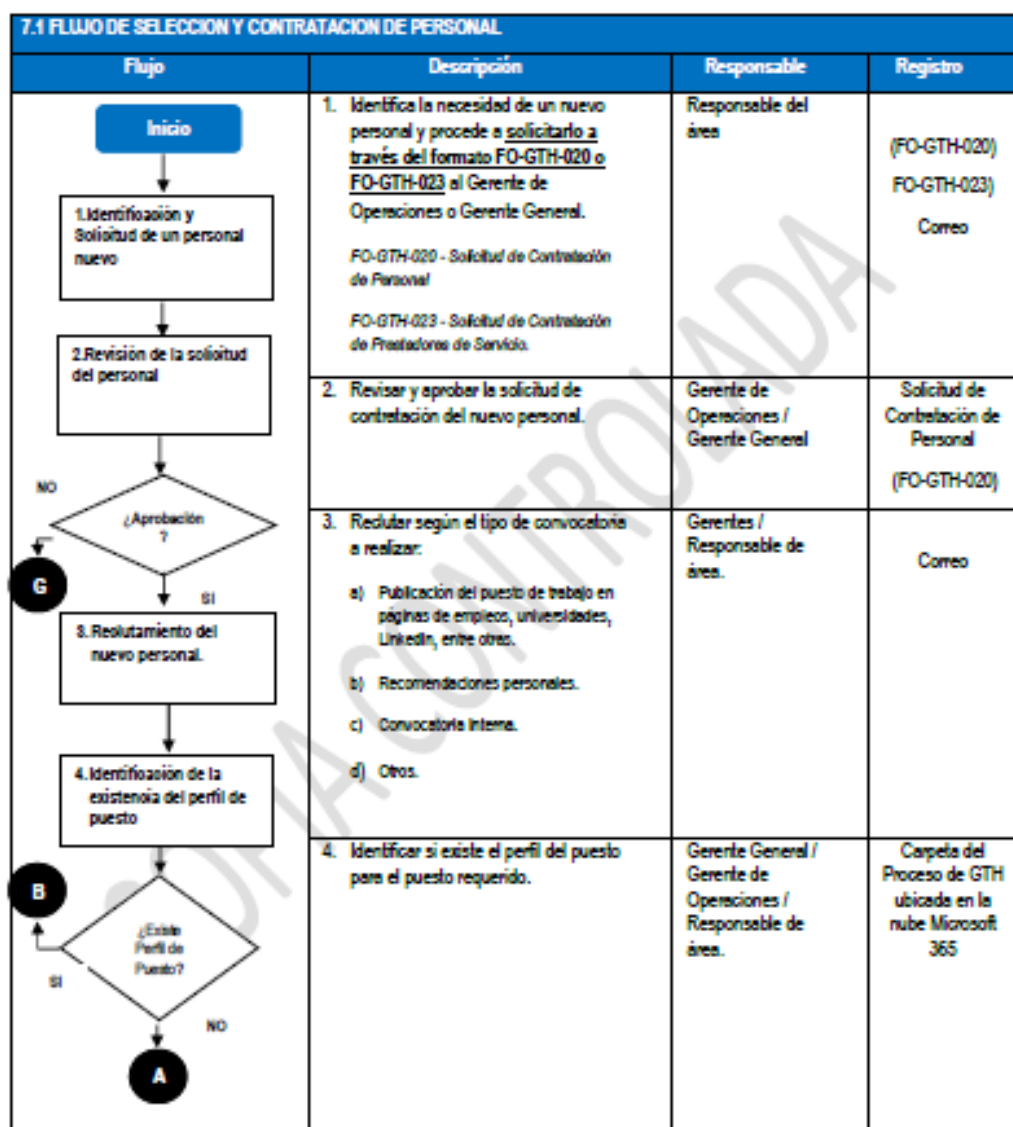 7.1 FLUJO DE SELECCION Y CONTRATACION DE PERSONAL
Flujo
Descripción
Responsable
Registro
Inicio
1.Identificación y
Solicitud de un personal
nuevo
2.Revisión de la solicitud
del personal
NO
¿Aprobación
?
G
SI
3. Reclutamiento del
nuevo personal.
4. Identificación de la
existencia del perfil de
puesto
B
¿Existe
Perfil de
Puesto?
SI
NO
A
1. Identifica la necesidad de un nuevo
personal y procede a solicitarlo a
través del formato FO-GTH-020 o
FO-GTH-023 al Gerente de
Operaciones o Gerente General.
FO-GTH-020 - Solicitud de Contratación
de Personal
FO-GTH-023 - Solicitud de Contratación
de Prestadores de Servicio.
Responsable del
área
(FO-GTH-020)
FO-GTH-023)
Correo
2. Revisar y aprobar la solicitud de
contratación del nuevo personal.
Gerente de
Operaciones /
Gerente General
Solicitud de
Contratación de
Personal
(FO-GTH-020)
3. Reclutar según el tipo de convocatoria
a realizar:
a) Publicación del puesto de trabajo en
páginas de empleos, universidades,
LinkedIn, entre otras.
b) Recomendaciones personales.
c) Convocatoria Interna.
d) Otros.
Gerentes /
Responsable de
área.
Correo
4. Identificar si existe el perfil del puesto
para el puesto requerido.
Gerente General /
Gerente de
Operaciones /
Responsable de
área.
Carpeta del
Proceso de GTH
ubicada en la
nube Microsoft
365
COPIA CONTROLADA